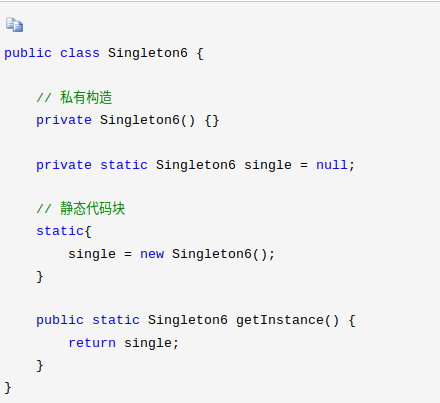 public class Singleton6 {
// 私有构造
private Singleton6() {}
private static Singleton6 single = null;
// 静态代码块
static{
single = new Singleton6();
}
public static Singleton6 getInstance() {
return single;
}
}